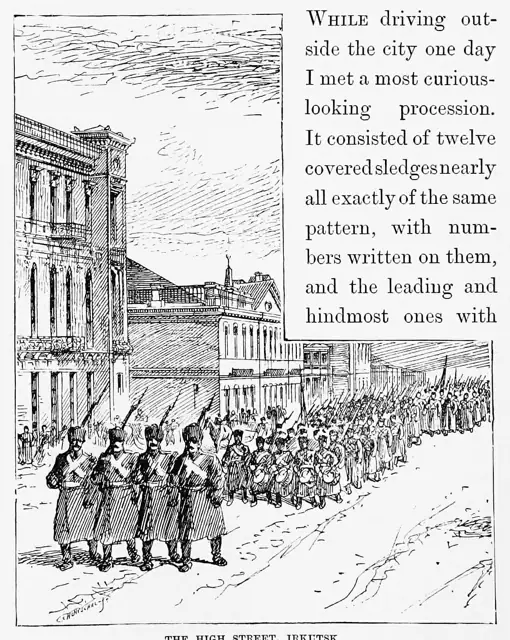 WHILE driving out-
side the city one day
I met a most curious-
looking procession.
It consisted of twelve
covered sledges nearly
all exactly of the same
pattern, with num-
bers written on them,
and the leading and
hindmost ones with
THE HIGH STREET, IRKUTSK